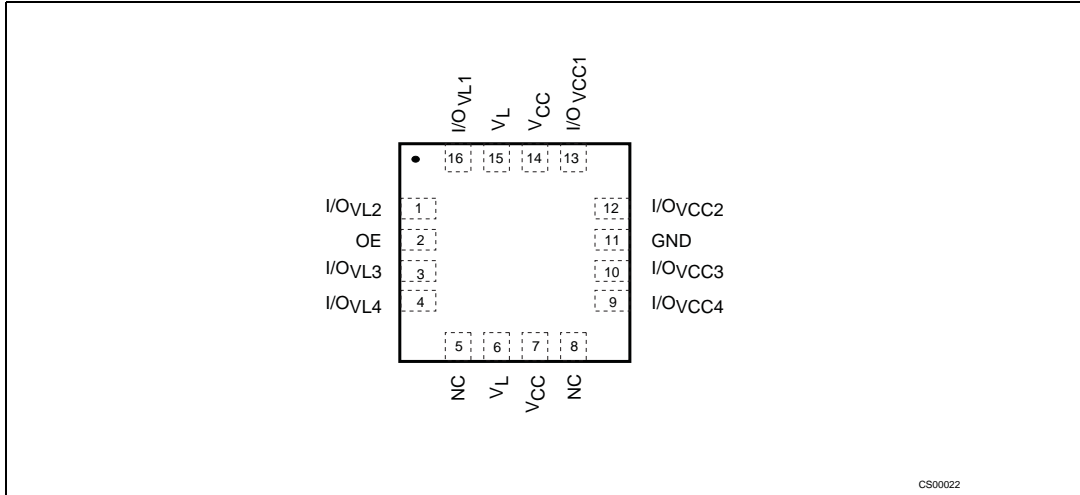 I/OVL1
VL
VCC
I/OVCC1
16 15 14 13
I/OVL2 1 12 I/OVCC2
OE 2 11 GND
I/OVL3 3 10 I/OVCC3
I/OVL4 4 9 I/OVCC4
5 6 7 8
NC
VL
VCC
NC
CS00022